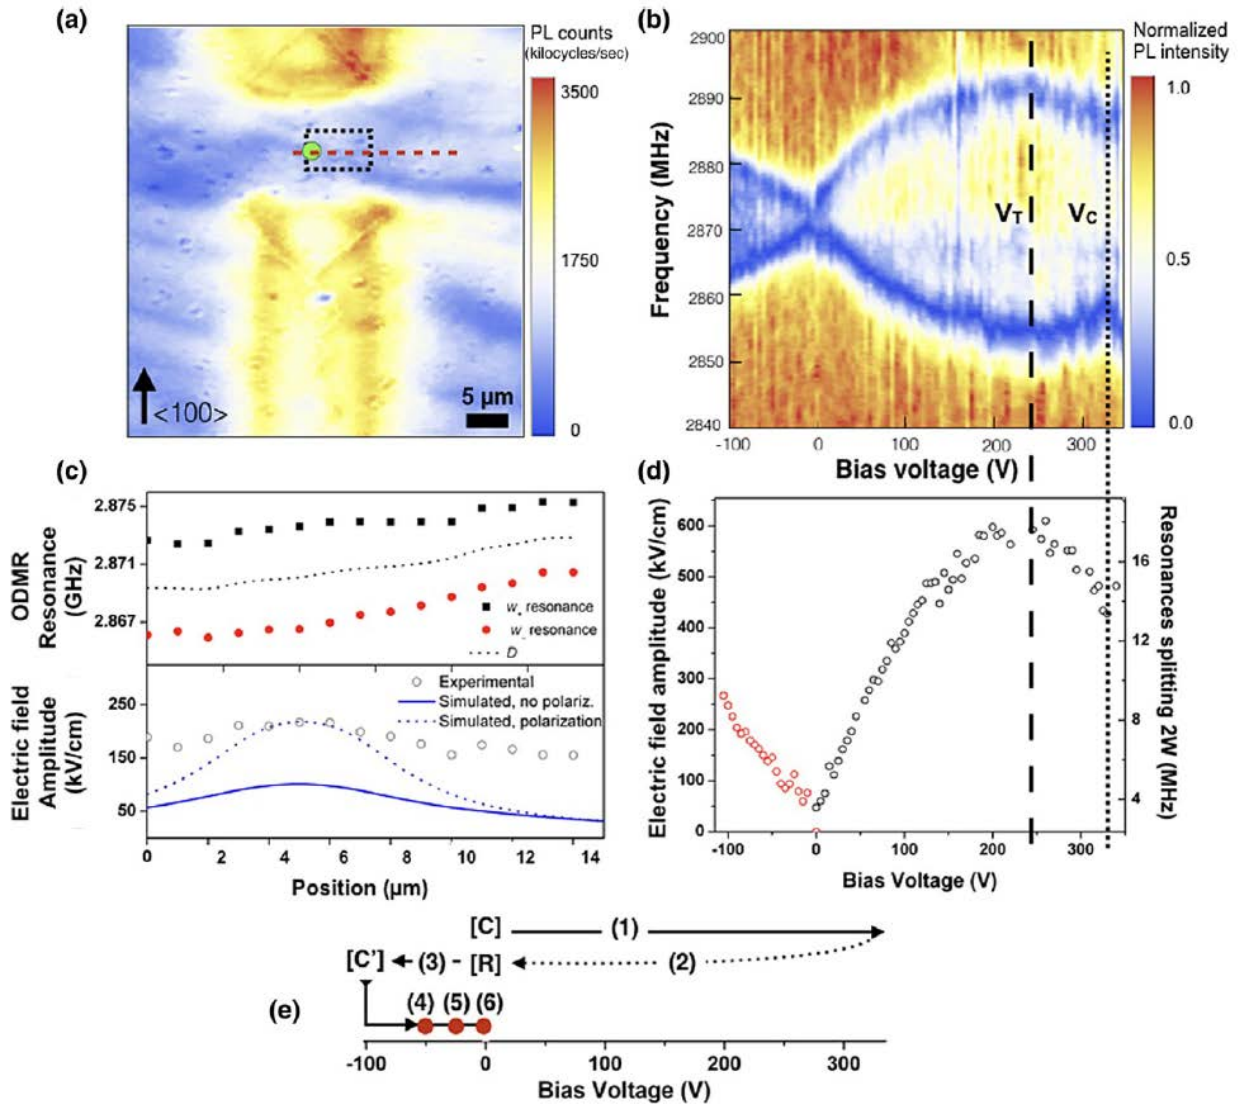 (a)
PL counts
(kilocycles/sec)
3500
1750
0
<100>
5 µm
(b)
Normalized
PL intensity
1.0
0.5
0.0
Frequency (MHz)
2900
2890
2880
2870
2860
2850
2840
V_T
V_C
-100 0 100 200 300
Bias voltage (V)
(c)
ODMR
Resonance
(GHz)
2.875
2.871
2.867
w₊ resonance
w₋ resonance
D
Electric field
Amplitude
(kV/cm)
250
150
50
Experimental
Simulated, no polariz.
Simulated, polarization
0 2 4 6 8 10 12 14
Position (µm)
(d)
Electric field amplitude (kV/cm)
600
500
400
300
200
100
0
Resonances splitting 2W (MHz)
16
12
8
4
-100 0 100 200 300
Bias Voltage (V)
[C] (1)
[C'] (3) [R] (2)
(e)
(4) (5) (6)
-100 0 100 200 300
Bias Voltage (V)